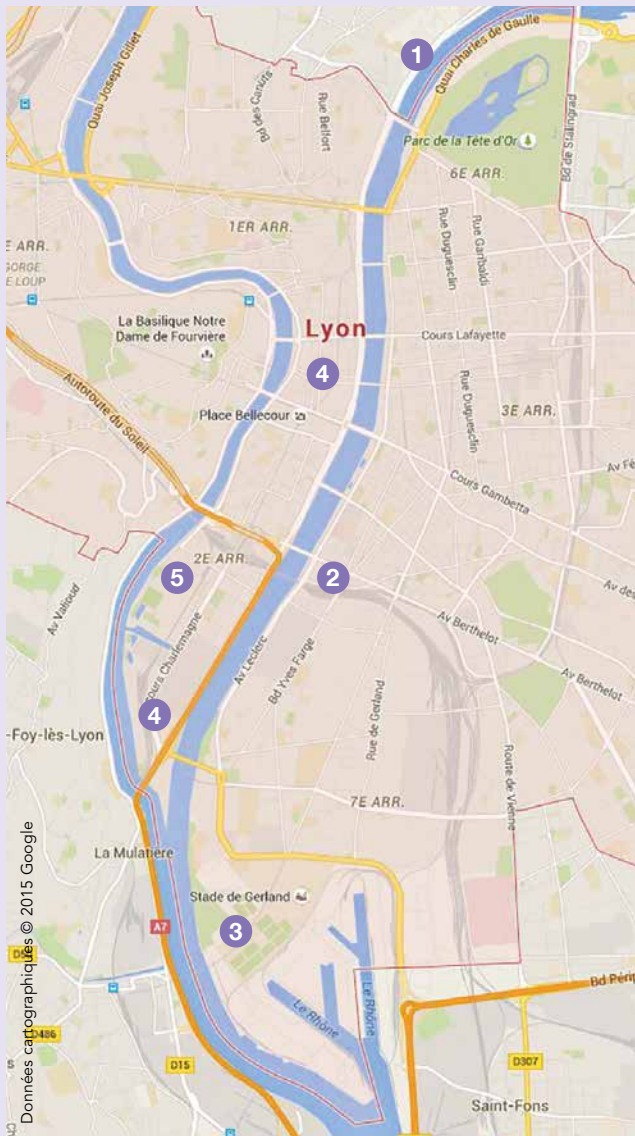 1
Quai Joseph Gillet
Quai Charles de Gaulle
Bd des Canuts
Rue Belfort
Parc de la Tête d'Or
Bd de Stalingrad
6E ARR.
1ER ARR.
Rue Duguesclin
Rue Garibaldi
E ARR.
GORGE
E LOUP
La Basilique Notre
Dame de Fourvière
Lyon
Cours Lafayette
4
Autoroute du Soleil
Place Bellecour
Rue Duguesclin
3E ARR.
Av Fé
Cours Gambetta
2E ARR.
5
2
Av Valioud
Av des
Av Berthelot
Av Berthelot
Cours Charlemagne
Av Leclerc
Bd Yves Farge
4
-Foy-lès-Lyon
Rue de Gerland
Route de Vienne
7E ARR.
La Mulatière
Stade de Gerland
A7
3
Le Rhône
Le Rhône
Bd Périp
D486
D15
D307
Saint-Fons
Données cartographiques © 2015 Google